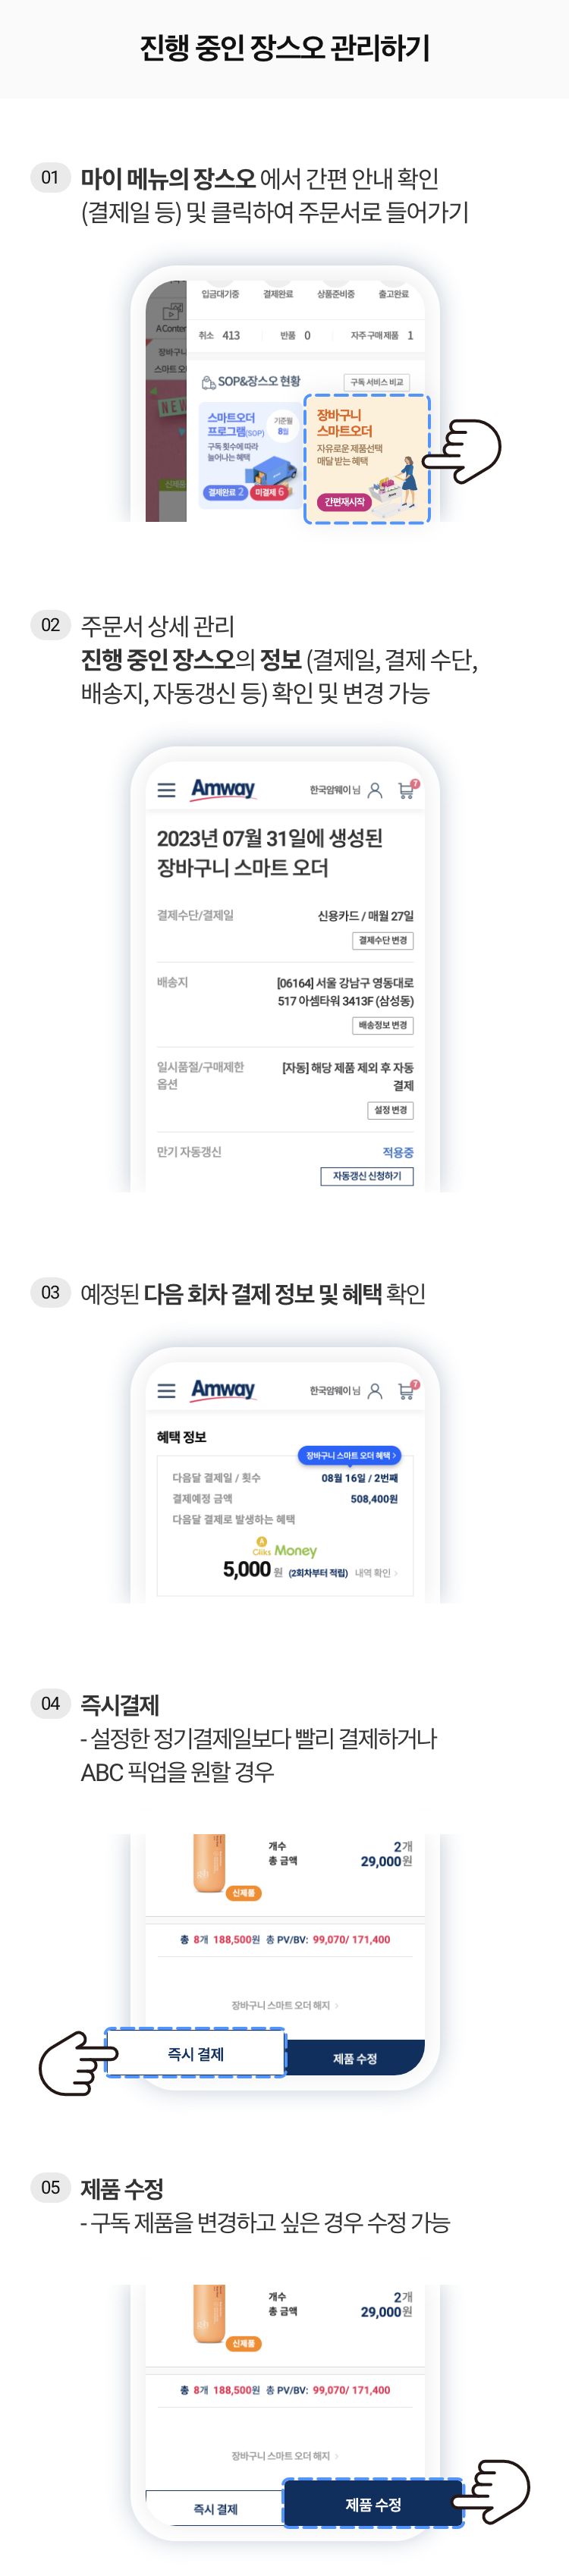 진행 중인 장스오 관리하기
01 마이 메뉴의 장스오 에서 간편 안내 확인
(결제일 등) 및 클릭하여 주문서로 들어가기
입금대기중 결제완료 상품준비중 출고완료
취소 413 반품 0 자주 구매 제품 1
SOP&장스오 현황 구독 서비스 비교
스마트오더
프로그램(SOP)
기준월
8월
구독 횟수에 따라
늘어나는 혜택
결제완료 2 미결제 6
장바구니
스마트오더
자유로운 제품선택
매달 받는 혜택
간편재시작
A Conten
장바구니
스마트 오
NEW
신제품
02 주문서 상세 관리
진행 중인 장스오의 정보 (결제일, 결제 수단,
배송지, 자동갱신 등) 확인 및 변경 가능
Amway 한국암웨이 님 7
2023년 07월 31일에 생성된
장바구니 스마트 오더
결제수단/결제일 신용카드 / 매월 27일
결제수단 변경
배송지 [06164] 서울 강남구 영동대로
517 아셈타워 3413F (삼성동)
배송정보 변경
일시품절/구매제한 [자동] 해당 제품 제외 후 자동
옵션 결제
설정 변경
만기 자동갱신 적용중
자동갱신 신청하기
03 예정된 다음 회차 결제 정보 및 혜택 확인
Amway 한국암웨이 님 7
혜택 정보
장바구니 스마트 오더 혜택 >
다음달 결제일 / 횟수 08월 16일 / 2번째
결제예정 금액 508,400원
다음달 결제로 발생하는 혜택
A
Cliks Money
5,000 원 (2회차부터 적립) 내역 확인 >
04 즉시결제
- 설정한 정기결제일보다 빨리 결제하거나
ABC 픽업을 원할 경우
개수 2개
총 금액 29,000원
신제품
총 8개 188,500원 총 PV/BV: 99,070/ 171,400
장바구니 스마트 오더 해지 >
즉시 결제 제품 수정
05 제품 수정
- 구독 제품을 변경하고 싶은 경우 수정 가능
개수 2개
총 금액 29,000원
신제품
총 8개 188,500원 총 PV/BV: 99,070/ 171,400
장바구니 스마트 오더 해지 >
즉시 결제 제품 수정